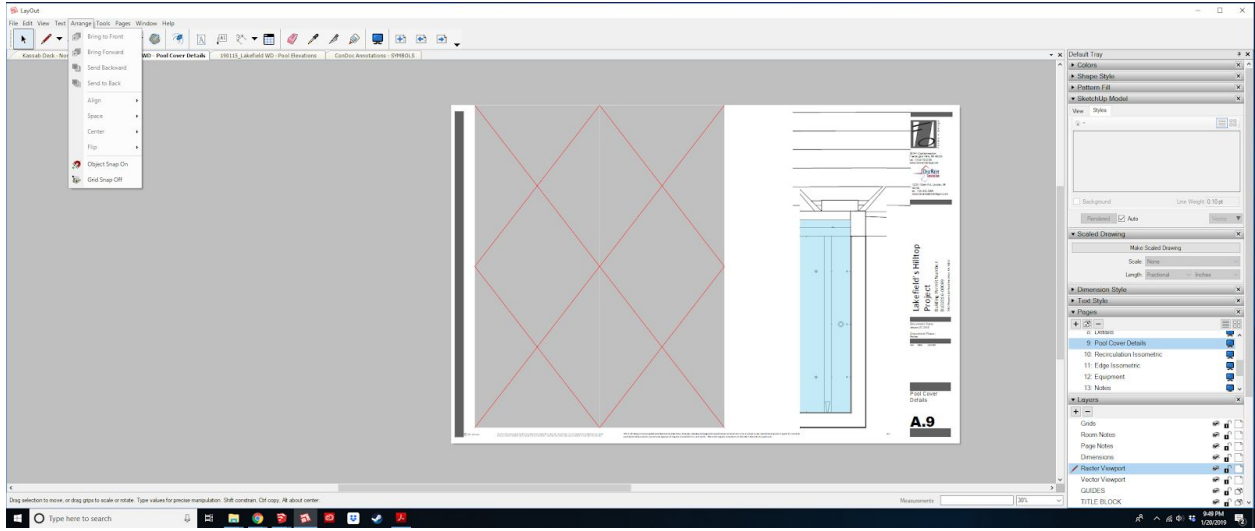 LayOut
File Edit View Text Arrange Tools Pages Window Help
Bring to Front
Bring Forward
Send Backward
Send to Back
Align
Space
Center
Flip
Object Snap On
Grid Snap Off
WD - Pool Cover Details
190115_Lakefield WD - Pool Elevations
ConDoc Annotations - SYMBOLS
Lakefield's Hilltop
Project
Pool Cover
Details
A.9
Default Tray
Colors
Shape Style
Pattern Fill
SketchUp Model
View Styles
Background Line Weight: 0.10 pt
Rendered Auto
Scaled Drawing
Make Scaled Drawing
Scale: None
Length: Fractional Inches
Dimension Style
Text Style
Pages
9: Pool Cover Details
10: Recirculation Issometric
11: Edge Issometric
12: Equipment
13: Notes
Layers
Grids
Room Notes
Page Notes
Dimensions
Raster Viewport
Vector Viewport
GUIDES
TITLE BLOCK
Drag selection to move, or drag grips to scale or rotate. Type values for precise manipulation. Shift constrain. Ctrl copy, Alt about center.
Measurements
30%
Type here to search
9:49 PM
1/28/2019